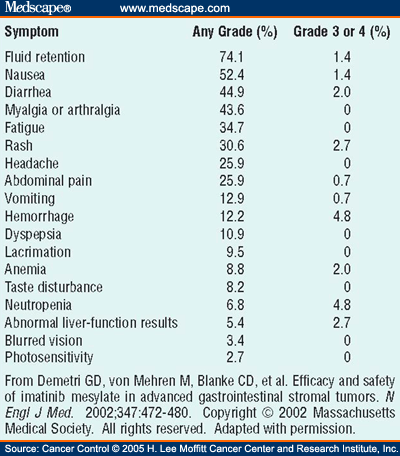 Medscape® www.medscape.com
Symptom Any Grade (%) Grade 3 or 4 (%)
Fluid retention 74.1 1.4
Nausea 52.4 1.4
Diarrhea 44.9 2.0
Myalgia or arthralgia 43.6 0
Fatigue 34.7 0
Rash 30.6 2.7
Headache 25.9 0
Abdominal pain 25.9 0.7
Vomiting 12.9 0.7
Hemorrhage 12.2 4.8
Dyspepsia 10.9 0
Lacrimation 9.5 0
Anemia 8.8 2.0
Taste disturbance 8.2 0
Neutropenia 6.8 4.8
Abnormal liver-function results 5.4 2.7
Blurred vision 3.4 0
Photosensitivity 2.7 0
From Demetri GD, von Mehren M, Blanke CD, et al. Efficacy and safety
of imatinib mesylate in advanced gastrointestinal stromal tumors. N
Engl J Med. 2002;347:472-480. Copyright © 2002 Massachusetts
Medical Society. All rights reserved. Adapted with permission.
Source: Cancer Control © 2005 H. Lee Moffitt Cancer Center and Research Institute, Inc.